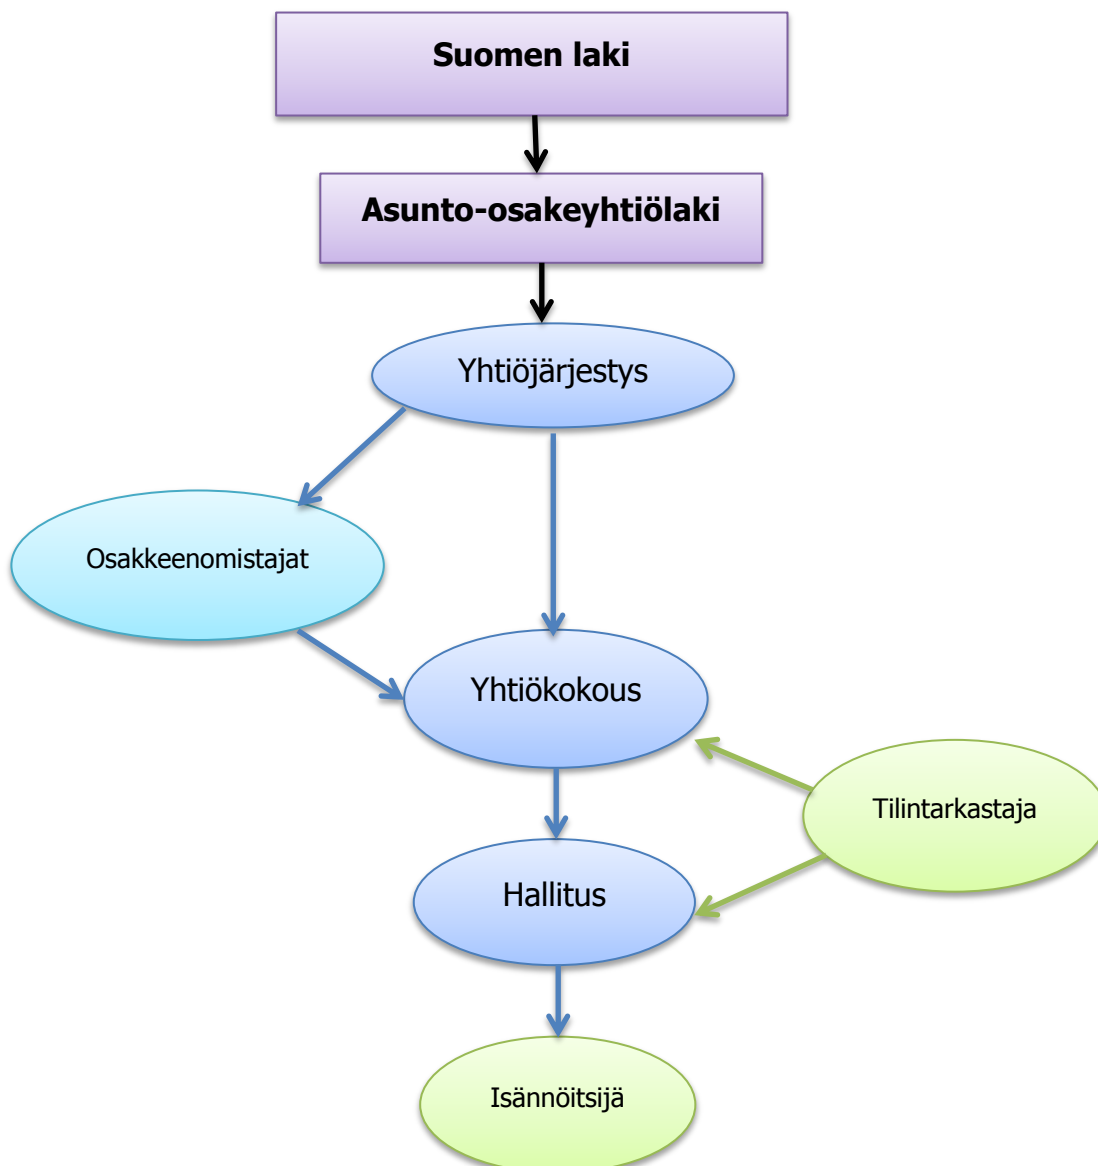 Suomen laki
Asunto-osakeyhtiölaki
Yhtiöjärjestys
Osakkeenomistajat
Yhtiökokous
Tilintarkastaja
Hallitus
Isännöitsijä